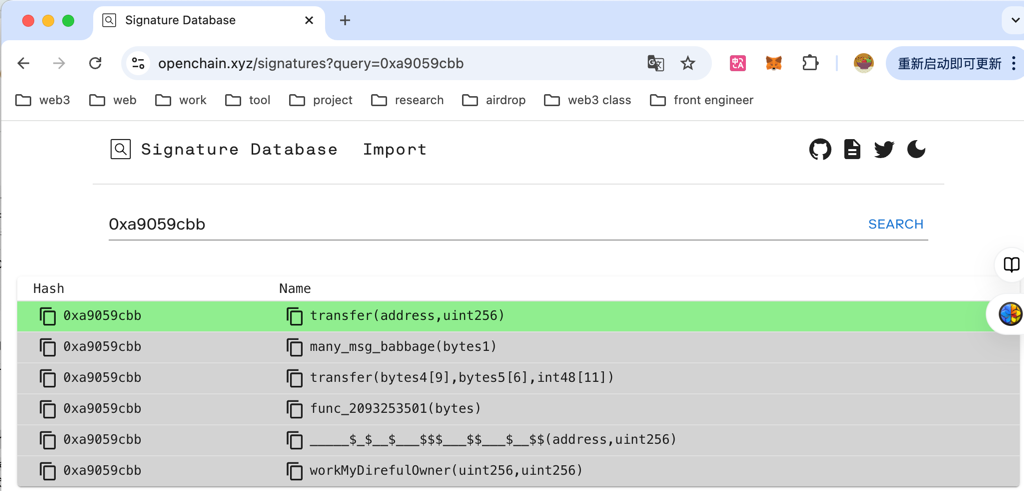 Signature Database
openchain.xyz/signatures?query=0xa9059cbb
重新启动即可更新
web3 web work tool project research airdrop web3 class front engineer
Signature Database Import
0xa9059cbb SEARCH
Hash Name
0xa9059cbb transfer(address,uint256)
0xa9059cbb many_msg_babbage(bytes1)
0xa9059cbb transfer(bytes4[9],bytes5[6],int48[11])
0xa9059cbb func_2093253501(bytes)
0xa9059cbb _____$_$__$___$$$___$$___$__$$(address,uint256)
0xa9059cbb workMyDirefulOwner(uint256,uint256)